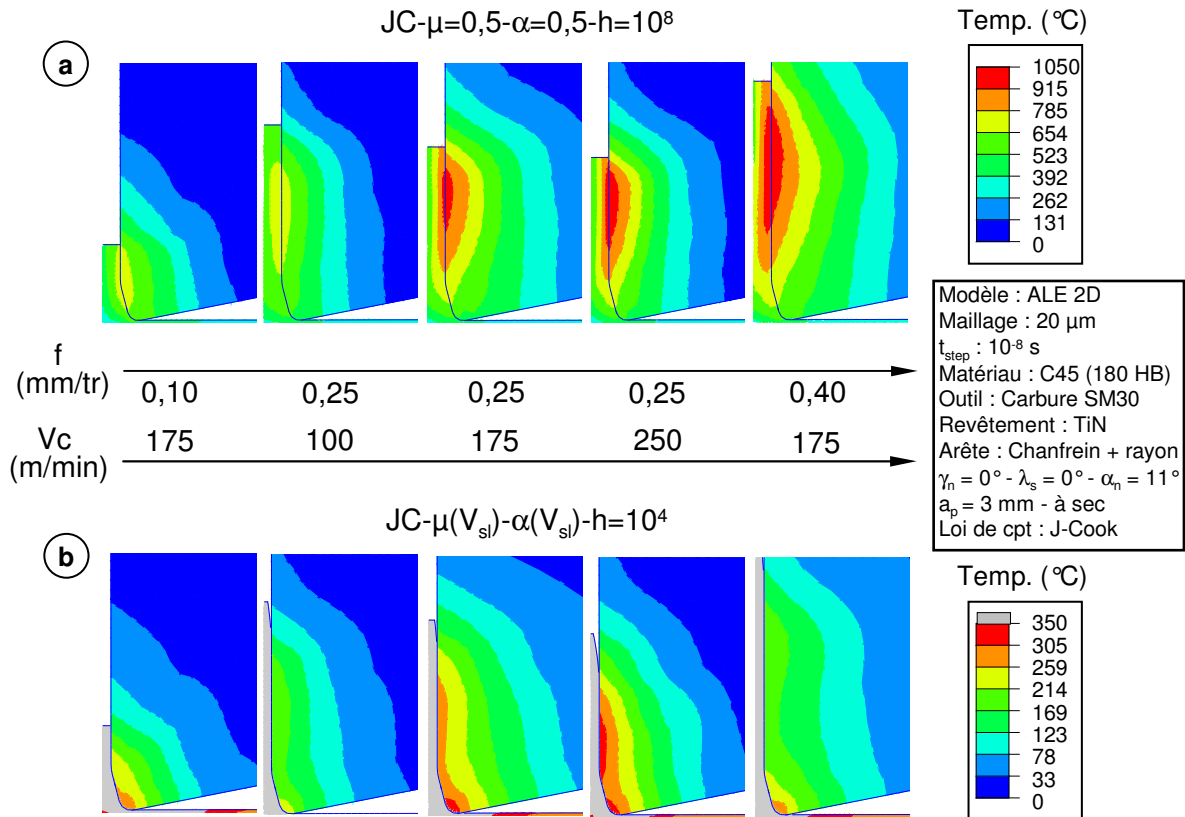 JC-µ=0,5-α=0,5-h=10⁸
Temp. (°C)
a
1050
915
785
654
523
392
262
131
0
f
(mm/tr)
0,10 0,25 0,25 0,25 0,40
Vc
(m/min)
175 100 175 250 175
Modèle : ALE 2D
Maillage : 20 µm
t_step : 10⁻⁸ s
Matériau : C45 (180 HB)
Outil : Carbure SM30
Revêtement : TiN
Arête : Chanfrein + rayon
γₙ = 0° - λₛ = 0° - αₙ = 11°
aₚ = 3 mm - à sec
Loi de cpt : J-Cook
JC-µ(V_sl)-α(V_sl)-h=10⁴
b
Temp. (°C)
350
305
259
214
169
123
78
33
0